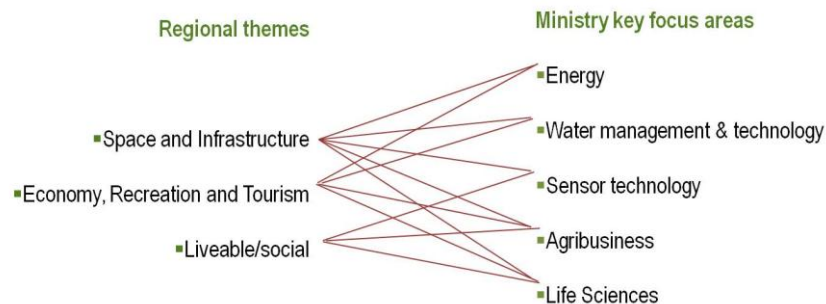 Regional themes
▪Space and Infrastructure
▪Economy, Recreation and Tourism
▪Liveable/social
Ministry key focus areas
▪Energy
▪Water management & technology
▪Sensor technology
▪Agribusiness
▪Life Sciences